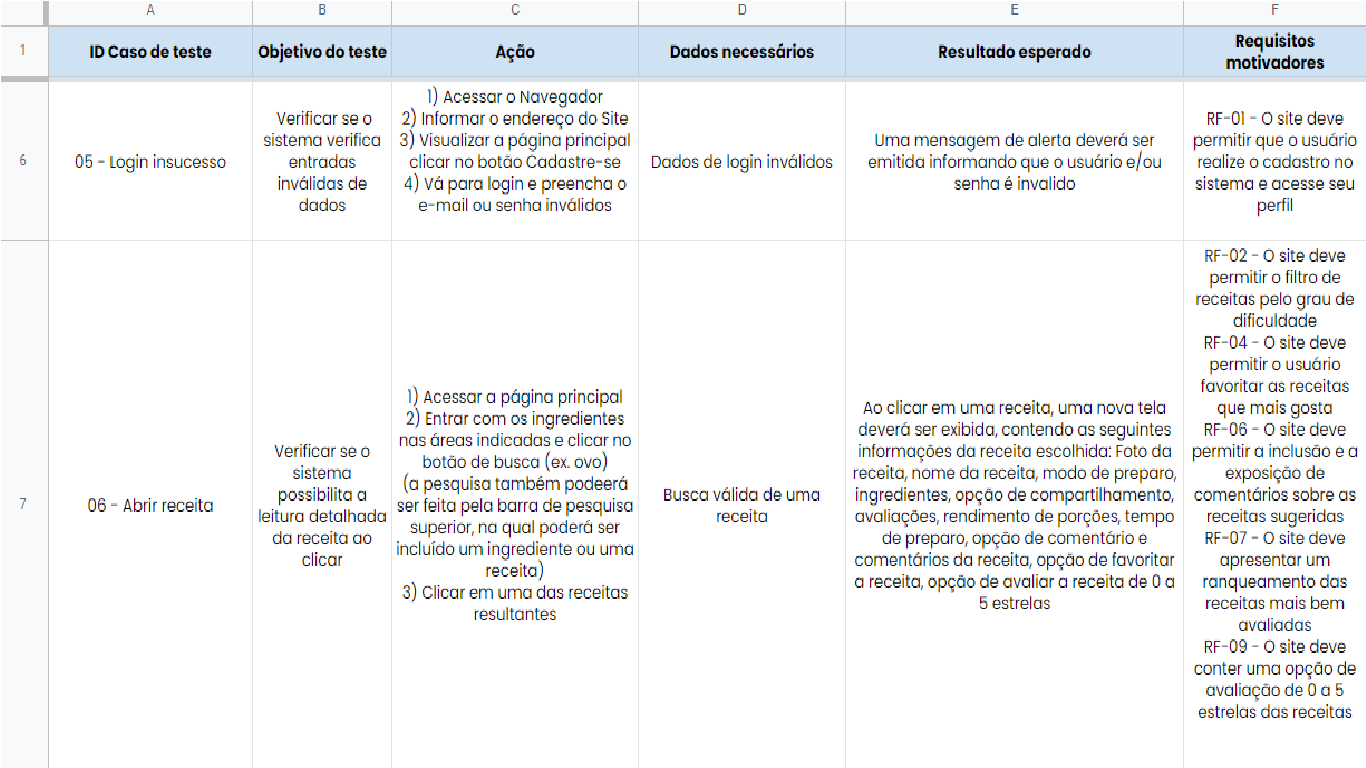 A B C D E F
1 ID Caso de teste Objetivo do teste Ação Dados necessários Resultado esperado Requisitos
motivadores
6
05 - Login insucesso
Verificar se o
sistema verifica
entradas
inválidas de
dados
1) Acessar o Navegador
2) Informar o endereço do Site
3) Visualizar a página principal
clicar no botão Cadastre-se
4) Vá para login e preencha o
e-mail ou senha inválidos
Dados de login inválidos
Uma mensagem de alerta deverá ser
emitida informando que o usuário e/ou
senha é invalido
RF-01 - O site deve
permitir que o usuário
realize o cadastro no
sistema e acesse seu
perfil
7
06 - Abrir receita
Verificar se o
sistema
possibilita a
leitura detalhada
da receita ao
clicar
1) Acessar a página principal
2) Entrar com os ingredientes
nas áreas indicadas e clicar no
botão de busca (ex. ovo)
(a pesquisa também podeerá
ser feita pela barra de pesquisa
superior, na qual poderá ser
incluído um ingrediente ou uma
receita)
3) Clicar em uma das receitas
resultantes
Busca válida de uma
receita
Ao clicar em uma receita, uma nova tela
deverá ser exibida, contendo as seguintes
informações da receita escolhida: Foto da
receita, nome da receita, modo de preparo,
ingredientes, opção de compartilhamento,
avaliações, rendimento de porções, tempo
de preparo, opção de comentário e
comentários da receita, opção de favoritar
a receita, opção de avaliar a receita de 0 a
5 estrelas
RF-02 - O site deve
permitir o filtro de
receitas pelo grau de
dificuldade
RF-04 - O site deve
permitir o usuário
favoritar as receitas
que mais gosta
RF-06 - O site deve
permitir a inclusão e a
exposição de
comentários sobre as
receitas sugeridas
RF-07 - O site deve
apresentar um
ranqueamento das
receitas mais bem
avaliadas
RF-09 - O site deve
conter uma opção de
avaliação de 0 a 5
estrelas das receitas